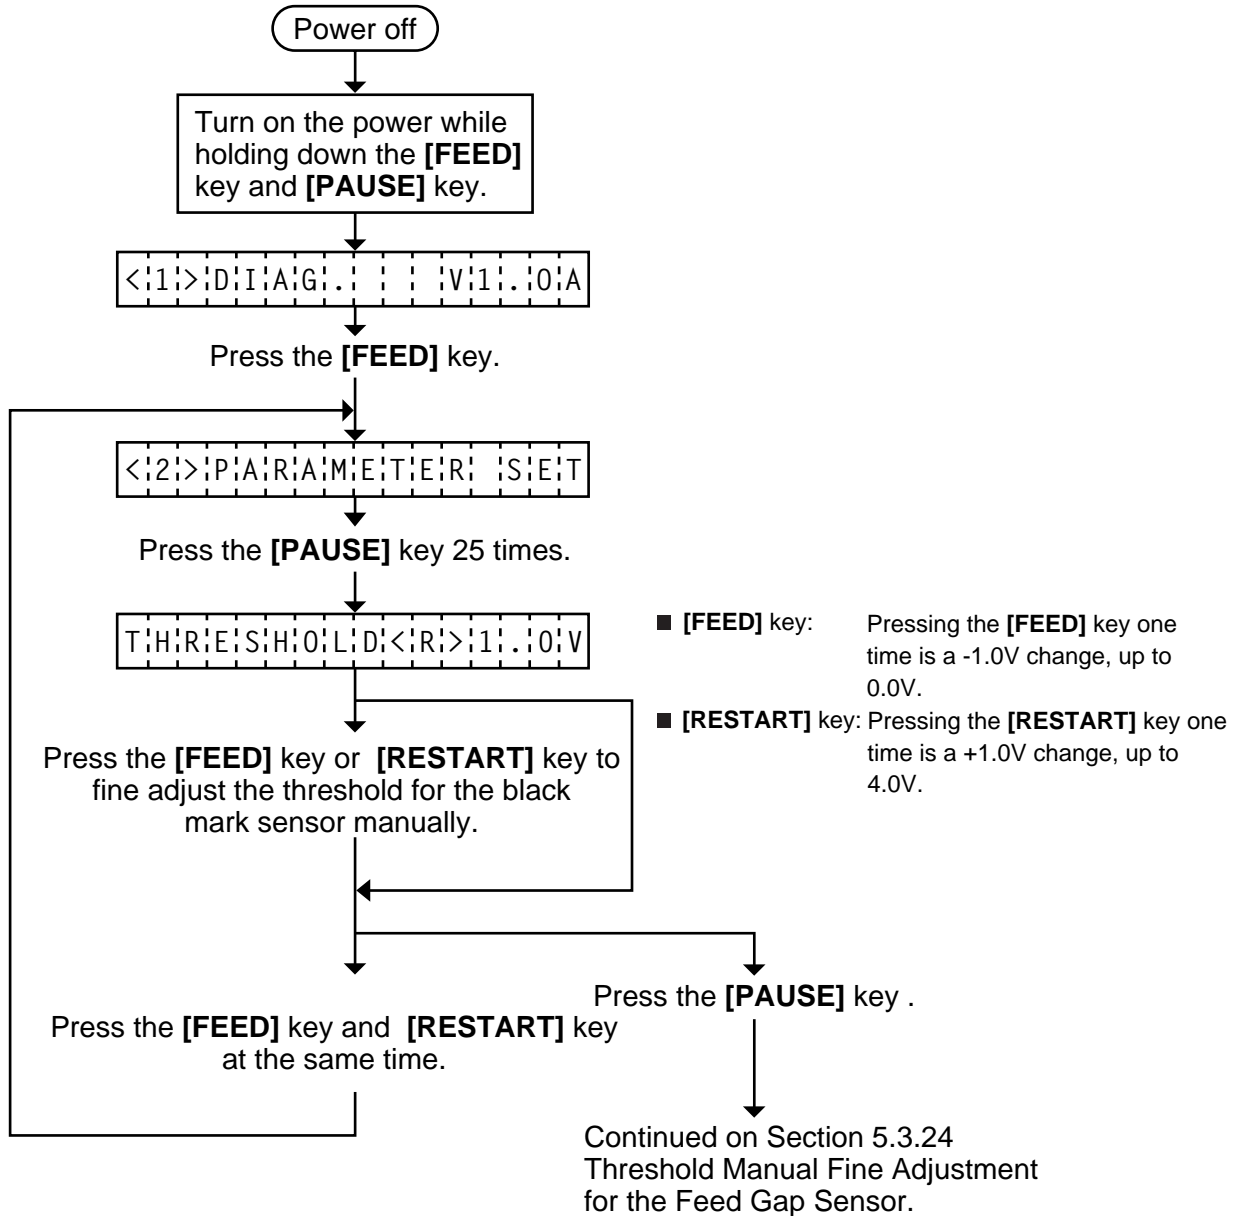 Power off
Turn on the power while
holding down the [FEED]
key and [PAUSE] key.
<1>DIAG.   V1.0A
Press the [FEED] key.
<2>PARAMETER SET
Press the [PAUSE] key 25 times.
THRESHOLD<R>1.0V
■ [FEED] key: Pressing the [FEED] key one
time is a -1.0V change, up to
0.0V.
■ [RESTART] key: Pressing the [RESTART] key one
time is a +1.0V change, up to
4.0V.
Press the [FEED] key or [RESTART] key to
fine adjust the threshold for the black
mark sensor manually.
Press the [FEED] key and [RESTART] key
at the same time.
Press the [PAUSE] key .
Continued on Section 5.3.24
Threshold Manual Fine Adjustment
for the Feed Gap Sensor.